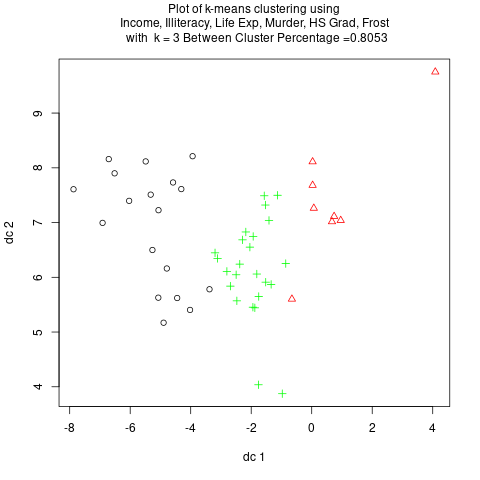 Plot of k-means clustering using
Income, Illiteracy, Life Exp, Murder, HS Grad, Frost
with k = 3 Between Cluster Percentage =0.8053
dc 2
9
8
7
6
5
4
-8 -6 -4 -2 0 2 4
dc 1